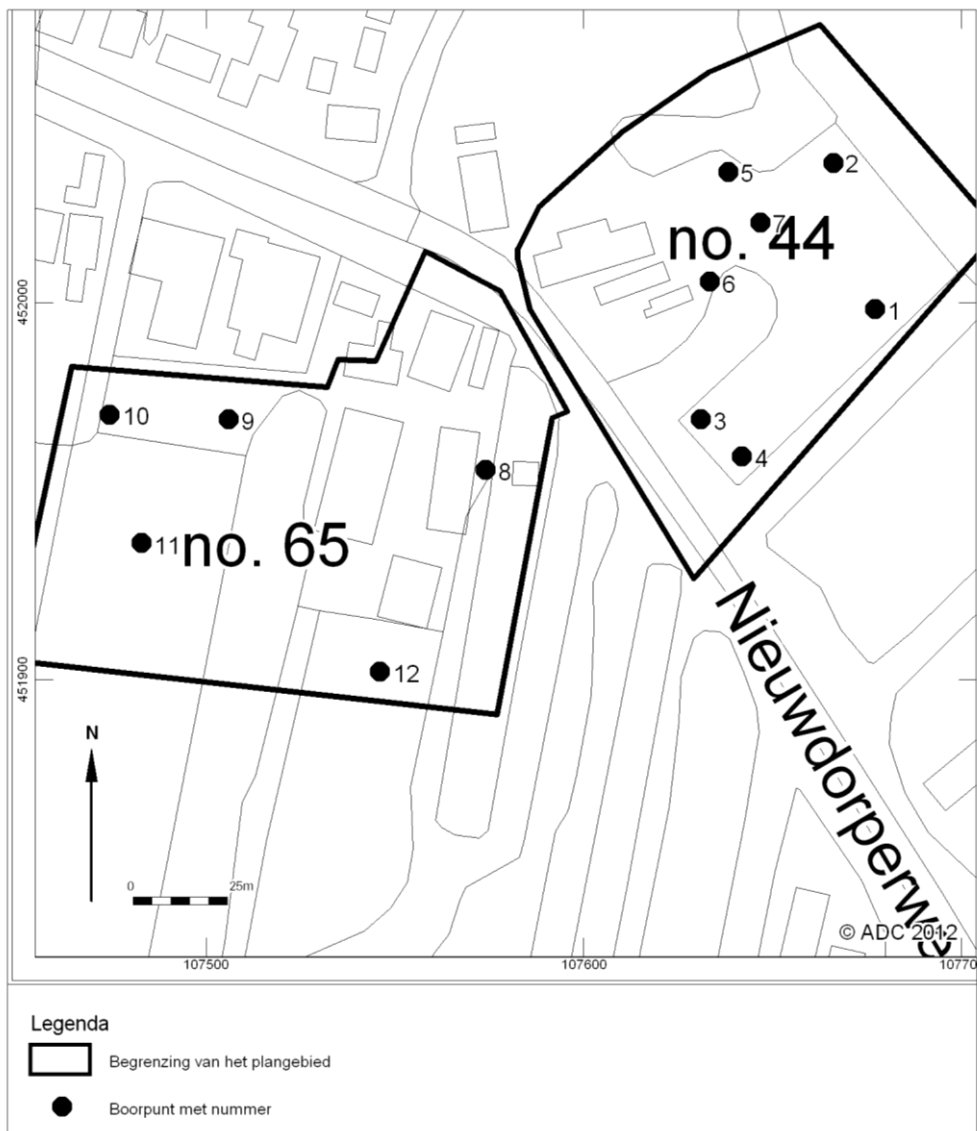 2
5
7
no. 44
6
1
452000
10
9
3
4
8
11
no. 65
12
451900
Nieuwdorperwe
N
0
25m
© ADC 2012
107500
107600
10770
Legenda
Begrenzing van het plangebied
Boorpunt met nummer